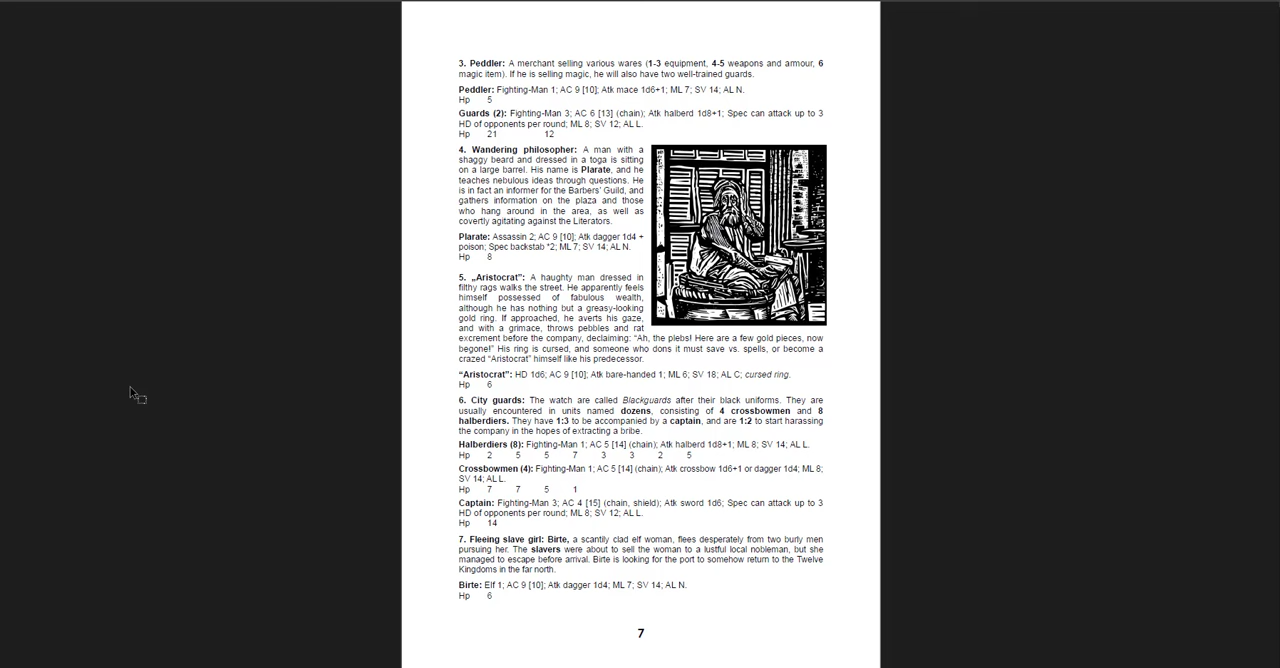 3. Peddler: A merchant selling various wares (1-3 equipment, 4-5 weapons and armour, 6
magic item). If he is selling magic, he will also have two well-trained guards.
Peddler: Fighting-Man 1; AC 9 [10]; Atk mace 1d6+1; ML 7; SV 14; AL N.
Hp 5
Guards (2): Fighting-Man 3; AC 6 [13] (chain); Atk halberd 1d8+1; Spec can attack up to 3
HD of opponents per round; ML 8; SV 12; AL L.
Hp 21 12
4. Wandering philosopher: A man with a
shaggy beard and dressed in a toga is sitting
on a large barrel. His name is Plarate, and he
teaches nebulous ideas through questions. He
is in fact an informer for the Barbers' Guild, and
gathers information on the plaza and those
who hang around in the area, as well as
covertly agitating against the Literators.
Plarate: Assassin 2; AC 9 [10]; Atk dagger 1d4 +
poison; Spec backstab *2; ML 7; SV 14; AL N.
Hp 8
5. „Aristocrat”: A haughty man dressed in
filthy rags walks the street. He apparently feels
himself possessed of fabulous wealth,
although he has nothing but a greasy-looking
gold ring. If approached, he averts his gaze,
and with a grimace, throws pebbles and rat
excrement before the company, declaiming: “Ah, the plebs! Here are a few gold pieces, now
begone!” His ring is cursed, and someone who dons it must save vs. spells, or become a
crazed “Aristocrat” himself like his predecessor.
“Aristocrat”: HD 1d6; AC 9 [10]; Atk bare-handed 1; ML 6; SV 18; AL C; cursed ring.
Hp 6
6. City guards: The watch are called Blackguards after their black uniforms. They are
usually encountered in units named dozens, consisting of 4 crossbowmen and 8
halberdiers. They have 1:3 to be accompanied by a captain, and are 1:2 to start harassing
the company in the hopes of extracting a bribe.
Halberdiers (8): Fighting-Man 1; AC 5 [14] (chain); Atk halberd 1d8+1; ML 8; SV 14; AL L.
Hp 2 5 5 7 3 3 2 5
Crossbowmen (4): Fighting-Man 1; AC 5 [14] (chain); Atk crossbow 1d6+1 or dagger 1d4; ML 8;
SV 14; AL L.
Hp 7 7 5 1
Captain: Fighting-Man 3; AC 4 [15] (chain, shield); Atk sword 1d6; Spec can attack up to 3
HD of opponents per round; ML 8; SV 12; AL L.
Hp 14
7. Fleeing slave girl: Birte, a scantily clad elf woman, flees desperately from two burly men
pursuing her. The slavers were about to sell the woman to a lustful local nobleman, but she
managed to escape before arrival. Birte is looking for the port to somehow return to the Twelve
Kingdoms in the far north.
Birte: Elf 1; AC 9 [10]; Atk dagger 1d4; ML 7; SV 14; AL N.
Hp 6
7